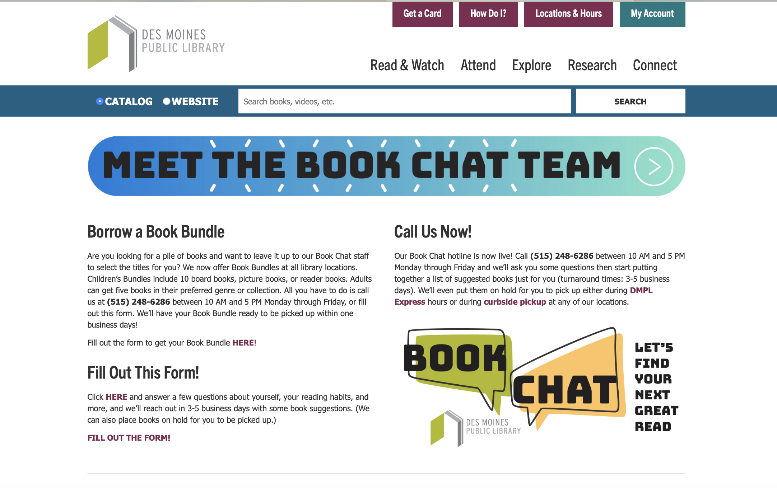 Get a Card
How Do I?
Locations & Hours
My Account
DES MOINES
PUBLIC LIBRARY
Read & Watch
Attend
Explore
Research
Connect
CATALOG
WEBSITE
Search books, videos, etc.
SEARCH
MEET THE BOOK CHAT TEAM
Borrow a Book Bundle
Are you looking for a pile of books and want to leave it up to our Book Chat staff
to select the titles for you? We now offer Book Bundles at all library locations.
Children's Bundles include 10 board books, picture books, or reader books. Adults
can get five books in their preferred genre or collection. All you have to do is call
us at (515) 248-6286 between 10 AM and 5 PM Monday through Friday, or fill
out this form. We'll have your Book Bundle ready to be picked up within one
business days!
Fill out the form to get your Book Bundle HERE!
Fill Out This Form!
Click HERE and answer a few questions about yourself, your reading habits, and
more, and we'll reach out in 3-5 business days with some book suggestions. (We
can also place books on hold for you to be picked up.)
FILL OUT THE FORM!
Call Us Now!
Our Book Chat hotline is now live! Call (515) 248-6286 between 10 AM and 5 PM
Monday through Friday and we'll ask you some questions then start putting
together a list of suggested books just for you (turnaround times: 3-5 business
days). We'll even put them on hold for you to pick up either during DMPL
Express hours or during curbside pickup at any of our locations.
BOOK
CHAT
LET'S
FIND
YOUR
NEXT
GREAT
READ
DES MOINES
PUBLIC LIBRARY